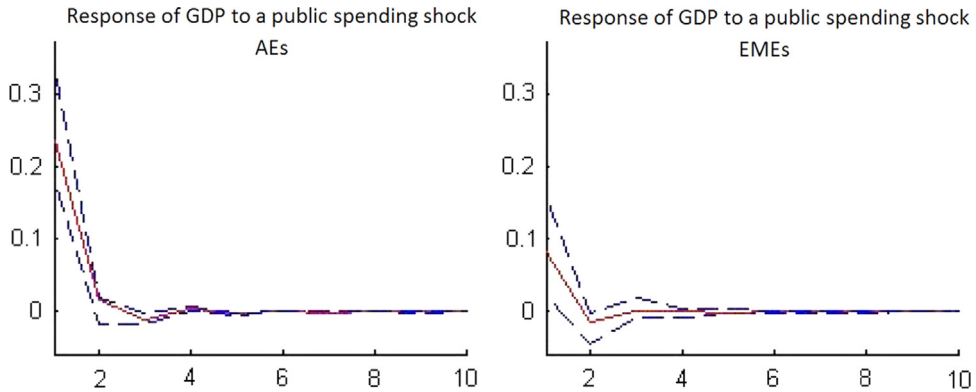 Response of GDP to a public spending shock
AEs
0.3
0.2
0.1
0
2 4 6 8 10
Response of GDP to a public spending shock
EMEs
0.3
0.2
0.1
0
2 4 6 8 10